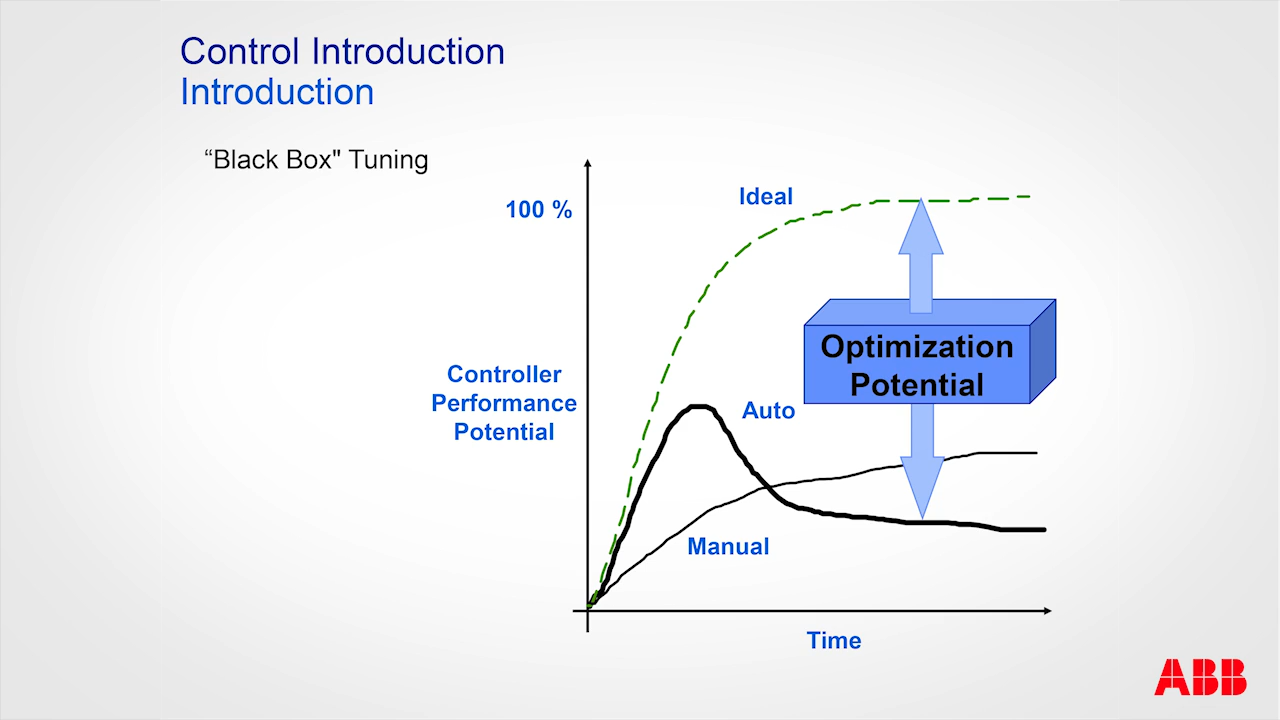 Control Introduction
Introduction
“Black Box" Tuning
100 %
Ideal
Optimization
Potential
Controller
Performance
Potential
Auto
Manual
Time
ABB